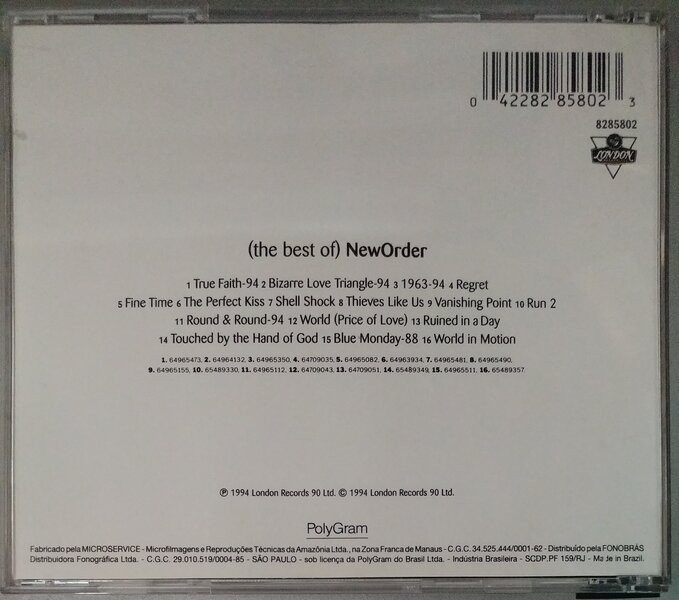 0 42282 85802 3
8285802
LONDON
(the best of) NewOrder
1 True Faith-94 2 Bizarre Love Triangle-94 3 1963-94 4 Regret
5 Fine Time 6 The Perfect Kiss 7 Shell Shock 8 Thieves Like Us 9 Vanishing Point 10 Run 2
11 Round & Round-94 12 World (Price of Love) 13 Ruined in a Day
14 Touched by the Hand of God 15 Blue Monday-88 16 World in Motion
1. 64965473, 2. 64964132, 3. 64965350, 4. 64709035, 5. 64965082, 6. 64963934, 7. 64965481, 8. 64965490,
9. 64965155, 10. 65489330, 11. 64965112, 12. 64709043, 13. 64709051, 14. 65489349, 15. 64965511, 16. 65489357
℗ 1994 London Records 90 Ltd. © 1994 London Records 90 Ltd.
PolyGram
Fabricado pela MICROSERVICE - Microfilmagens e Reproduções Técnicas da Amazônia Ltda., na Zona Franca de Manaus - C.G.C. 34.525.444/0001-62 - Distribuído pela FONOBRÁS
Distribuidora Fonográfica Ltda. - C.G.C. 29.010.519/0004-85 - SÃO PAULO - sob licença da PolyGram do Brasil Ltda. - Indústria Brasileira - SCDP.PF 159/RJ - Made in Brazil.